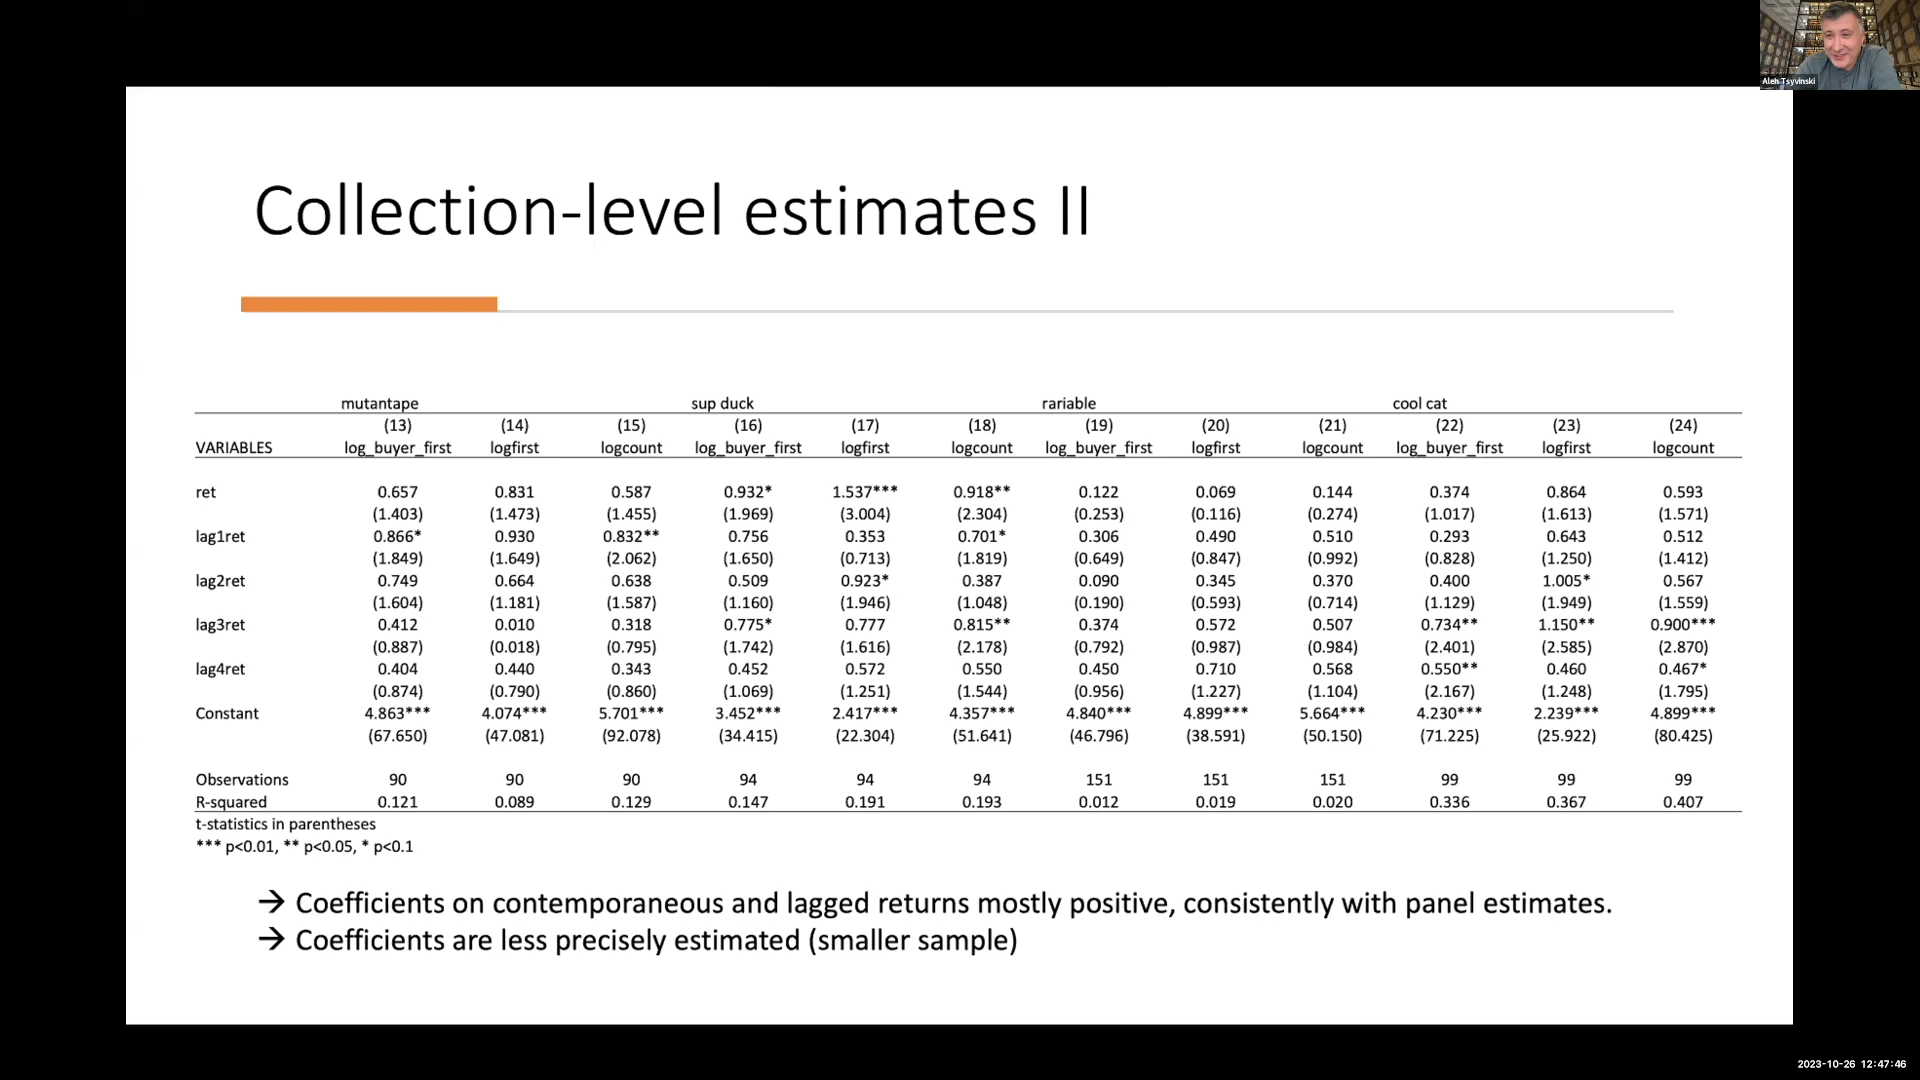 Aleh Tsyvinski
Collection-level estimates II
mutantape sup duck rariable cool cat
(13) (14) (15) (16) (17) (18) (19) (20) (21) (22) (23) (24)
VARIABLES log_buyer_first logfirst logcount log_buyer_first logfirst logcount log_buyer_first logfirst logcount log_buyer_first logfirst logcount
ret 0.657 0.831 0.587 0.932* 1.537*** 0.918** 0.122 0.069 0.144 0.374 0.864 0.593
(1.403) (1.473) (1.455) (1.969) (3.004) (2.304) (0.253) (0.116) (0.274) (1.017) (1.613) (1.571)
lag1ret 0.866* 0.930 0.832** 0.756 0.353 0.701* 0.306 0.490 0.510 0.293 0.643 0.512
(1.849) (1.649) (2.062) (1.650) (0.713) (1.819) (0.649) (0.847) (0.992) (0.828) (1.250) (1.412)
lag2ret 0.749 0.664 0.638 0.509 0.923* 0.387 0.090 0.345 0.370 0.400 1.005* 0.567
(1.604) (1.181) (1.587) (1.160) (1.946) (1.048) (0.190) (0.593) (0.714) (1.129) (1.949) (1.559)
lag3ret 0.412 0.010 0.318 0.775* 0.777 0.815** 0.374 0.572 0.507 0.734** 1.150** 0.900***
(0.887) (0.018) (0.795) (1.742) (1.616) (2.178) (0.792) (0.987) (0.984) (2.401) (2.585) (2.870)
lag4ret 0.404 0.440 0.343 0.452 0.572 0.550 0.450 0.710 0.568 0.550** 0.460 0.467*
(0.874) (0.790) (0.860) (1.069) (1.251) (1.544) (0.956) (1.227) (1.104) (2.167) (1.248) (1.795)
Constant 4.863*** 4.074*** 5.701*** 3.452*** 2.417*** 4.357*** 4.840*** 4.899*** 5.664*** 4.230*** 2.239*** 4.899***
(67.650) (47.081) (92.078) (34.415) (22.304) (51.641) (46.796) (38.591) (50.150) (71.225) (25.922) (80.425)
Observations 90 90 90 94 94 94 151 151 151 99 99 99
R-squared 0.121 0.089 0.129 0.147 0.191 0.193 0.012 0.019 0.020 0.336 0.367 0.407
t-statistics in parentheses
*** p<0.01, ** p<0.05, * p<0.1
→ Coefficients on contemporaneous and lagged returns mostly positive, consistently with panel estimates.
→ Coefficients are less precisely estimated (smaller sample)
2023-10-26 12:47:46